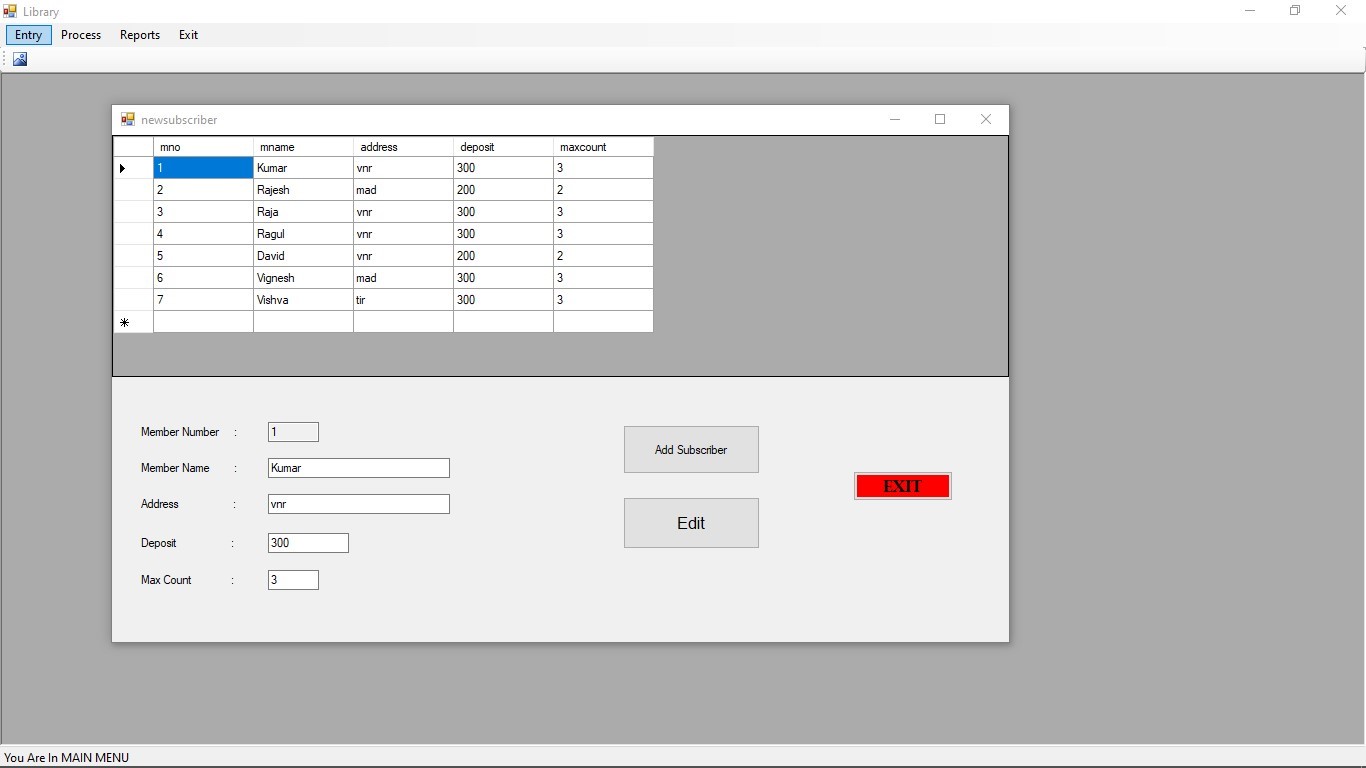 Library
Entry Process Reports Exit
newsubscriber
mno mname address deposit maxcount
1 Kumar vnr 300 3
2 Rajesh mad 200 2
3 Raja vnr 300 3
4 Ragul vnr 300 3
5 David vnr 200 2
6 Vignesh mad 300 3
7 Vishva tir 300 3
Member Number : 1
Add Subscriber
Member Name : Kumar
EXIT
Address : vnr
Edit
Deposit : 300
Max Count : 3
You Are In MAIN MENU